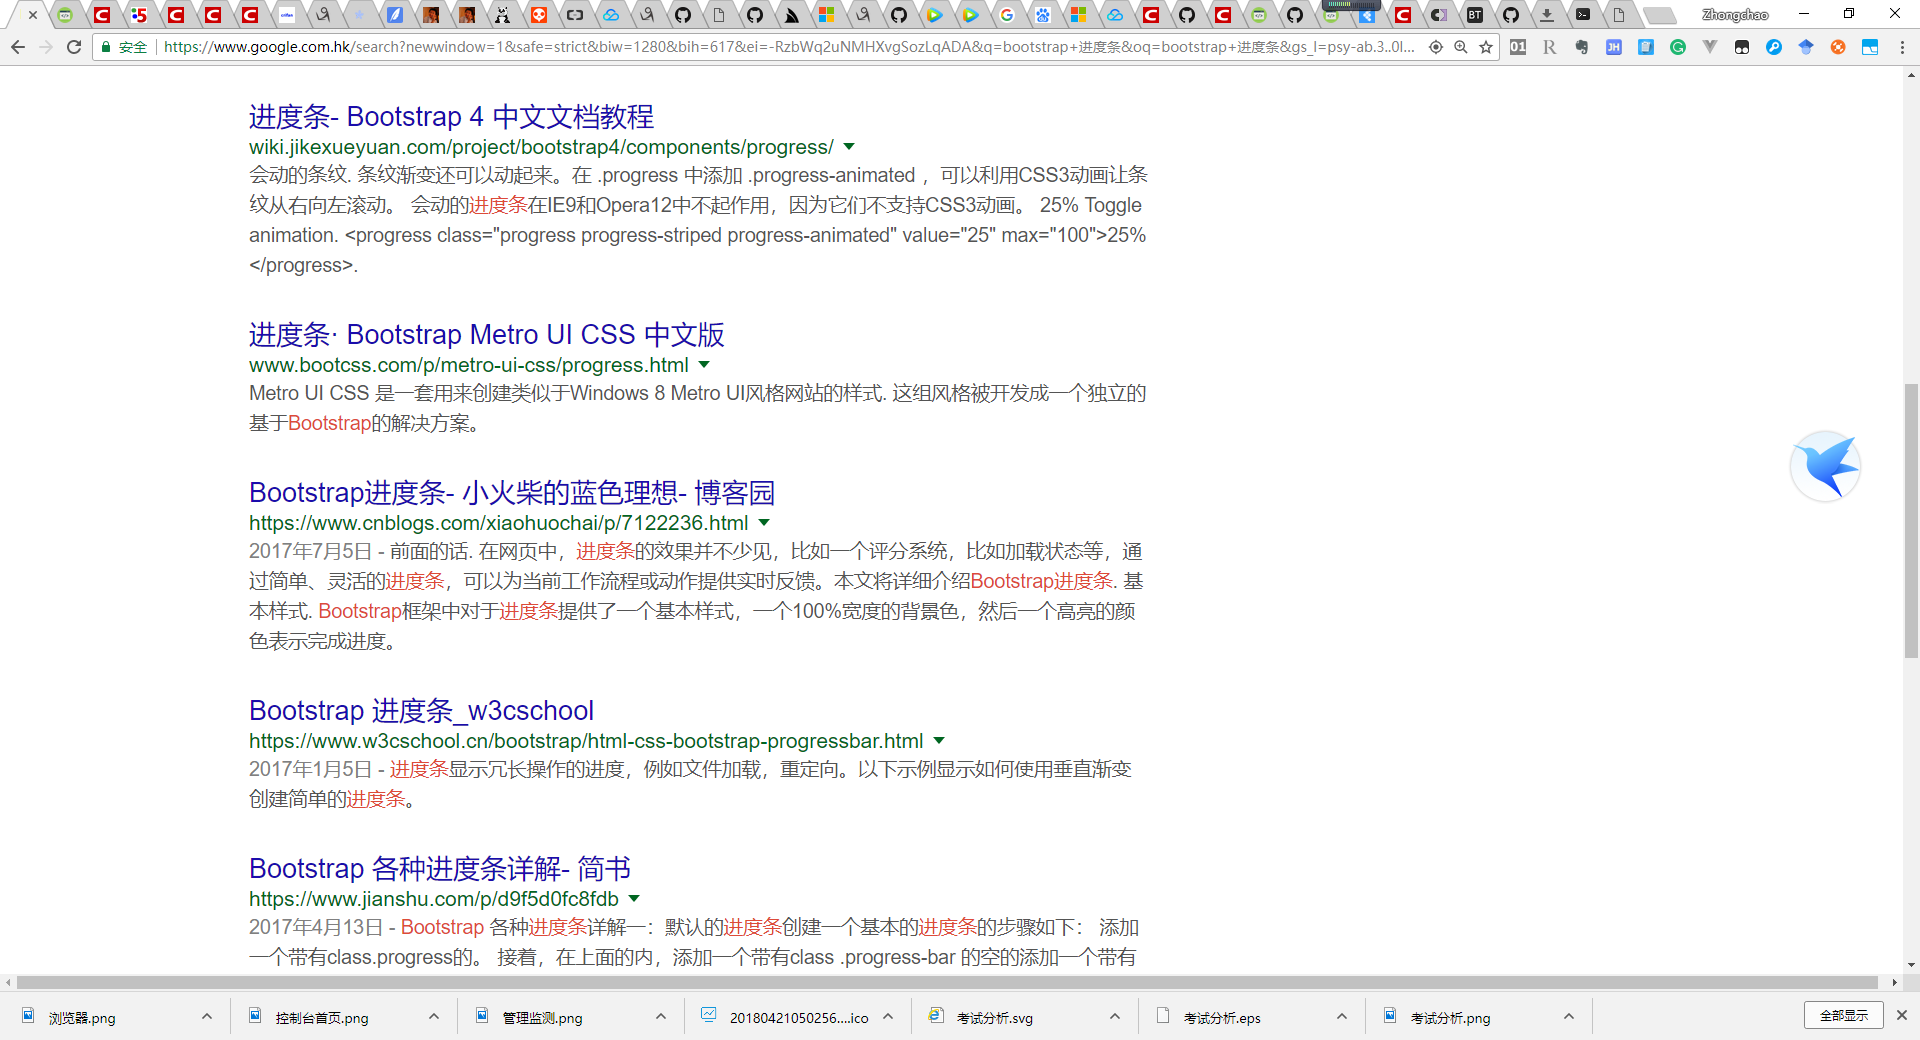 Zhongchao
安全 | https://www.google.com.hk/search?newwindow=1&safe=strict&biw=1280&bih=617&ei=-RzbWq2uNMHXvgSozLqADA&q=bootstrap+进度条&oq=bootstrap+进度条&gs_l=psy-ab.3..0l...
进度条- Bootstrap 4 中文文档教程
wiki.jikexueyuan.com/project/bootstrap4/components/progress/
会动的条纹. 条纹渐变还可以动起来。在 .progress 中添加 .progress-animated ，可以利用CSS3动画让条
纹从右向左滚动。 会动的进度条在IE9和Opera12中不起作用，因为它们不支持CSS3动画。 25% Toggle
animation. <progress class="progress progress-striped progress-animated" value="25" max="100">25%
</progress>.
进度条· Bootstrap Metro UI CSS 中文版
www.bootcss.com/p/metro-ui-css/progress.html
Metro UI CSS 是一套用来创建类似于Windows 8 Metro UI风格网站的样式. 这组风格被开发成一个独立的
基于Bootstrap的解决方案。
Bootstrap进度条- 小火柴的蓝色理想- 博客园
https://www.cnblogs.com/xiaohuochai/p/7122236.html
2017年7月5日 - 前面的话. 在网页中，进度条的效果并不少见，比如一个评分系统，比如加载状态等，通
过简单、灵活的进度条，可以为当前工作流程或动作提供实时反馈。本文将详细介绍Bootstrap进度条. 基
本样式. Bootstrap框架中对于进度条提供了一个基本样式，一个100%宽度的背景色，然后一个高亮的颜
色表示完成进度。
Bootstrap 进度条_w3cschool
https://www.w3cschool.cn/bootstrap/html-css-bootstrap-progressbar.html
2017年1月5日 - 进度条显示冗长操作的进度，例如文件加载，重定向。以下示例显示如何使用垂直渐变
创建简单的进度条。
Bootstrap 各种进度条详解- 简书
https://www.jianshu.com/p/d9f5d0fc8fdb
2017年4月13日 - Bootstrap 各种进度条详解一：默认的进度条创建一个基本的进度条的步骤如下： 添加
一个带有class.progress的。 接着，在上面的内，添加一个带有class .progress-bar 的空的添加一个带有
浏览器.png
控制台首页.png
管理监测.png
20180421050256....ico
考试分析.svg
考试分析.eps
考试分析.png
全部显示